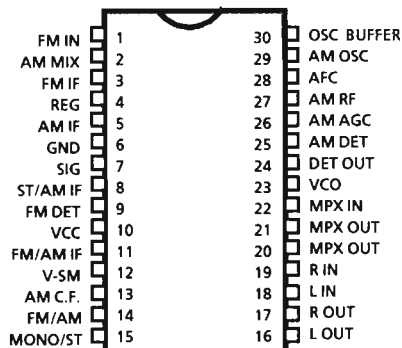 FM IN 1 30 OSC BUFFER
AM MIX 2 29 AM OSC
FM IF 3 28 AFC
REG 4 27 AM RF
AM IF 5 26 AM AGC
GND 6 25 AM DET
SIG 7 24 DET OUT
ST/AM IF 8 23 VCO
FM DET 9 22 MPX IN
VCC 10 21 MPX OUT
FM/AM IF 11 20 MPX OUT
V-SM 12 19 R IN
AM C.F. 13 18 L IN
FM/AM 14 17 R OUT
MONO/ST 15 16 L OUT